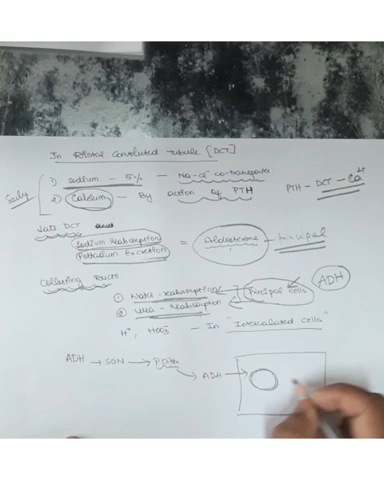 In Distal Convoluted Tubule [DCT]
1) Sodium - 5% - Na-Cl co-transporter
Early
2) Calcium - By action of PTH
PTH - DCT - Ca²⁺
Late DCT and
Sodium Reabsorption
Potassium Excretion
= Aldosterone - Principal
Collecting Ducts
ADH
① Water reabsorption
② Urea - Reabsorption
Principal cells
H⁺, HCO₃⁻ - In "Intercalated cells"
ADH → SON →
→ ADH →